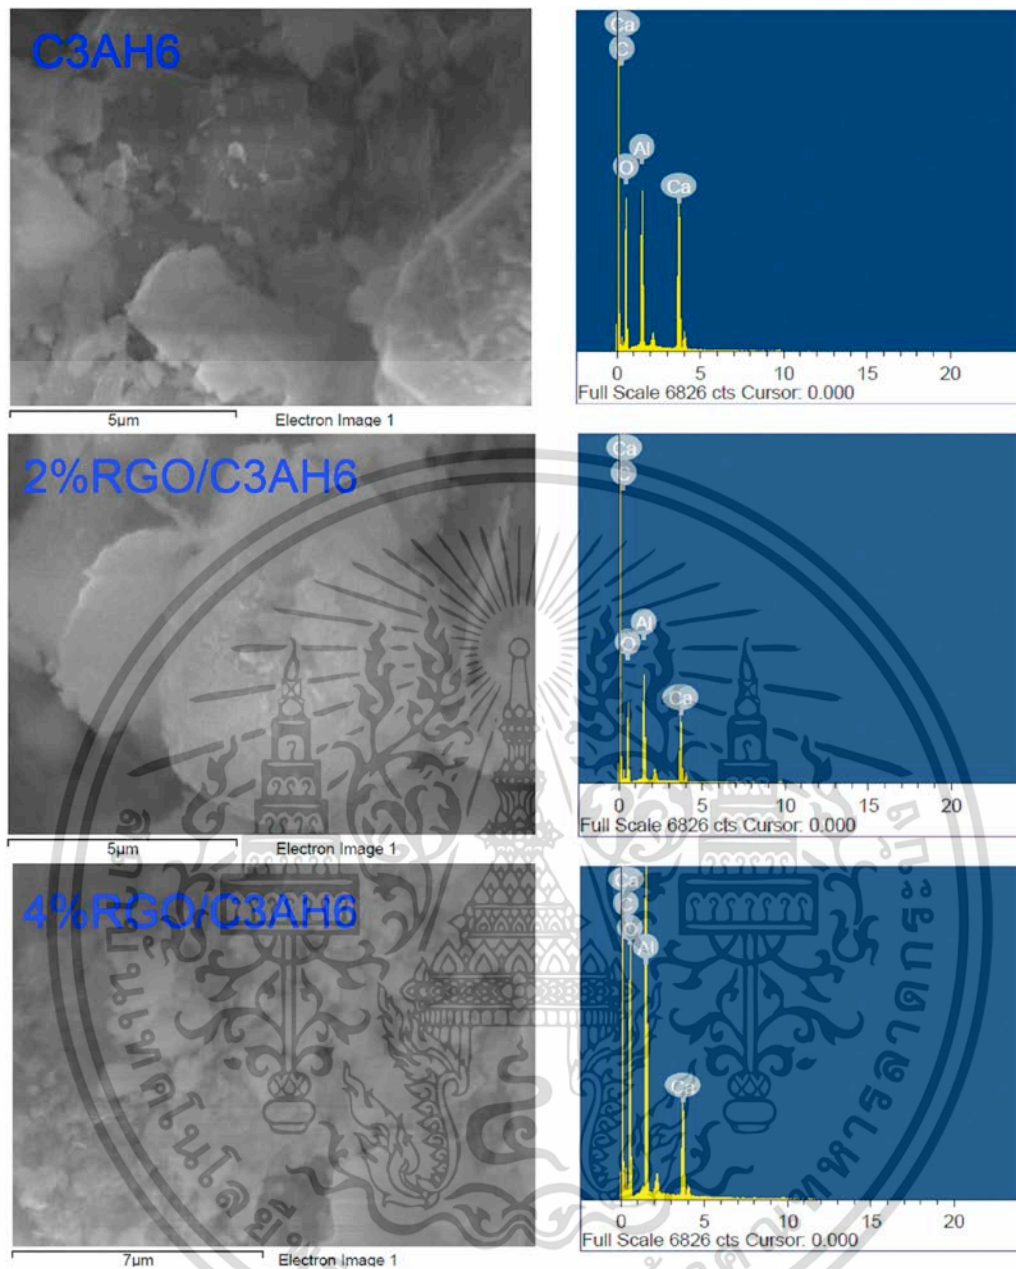 C3AH6
Ca
C
Al
O
Ca
0 5 10 15 20
Full Scale 6826 cts Cursor: 0.000
5µm Electron Image 1
2%RGO/C3AH6
Ca
C
Al
O
Ca
0 5 10 15 20
Full Scale 6826 cts Cursor: 0.000
5µm Electron Image 1
4%RGO/C3AH6
Ca
C
O
Al
Ca
0 5 10 15 20
Full Scale 6826 cts Cursor: 0.000
7µm Electron Image 1